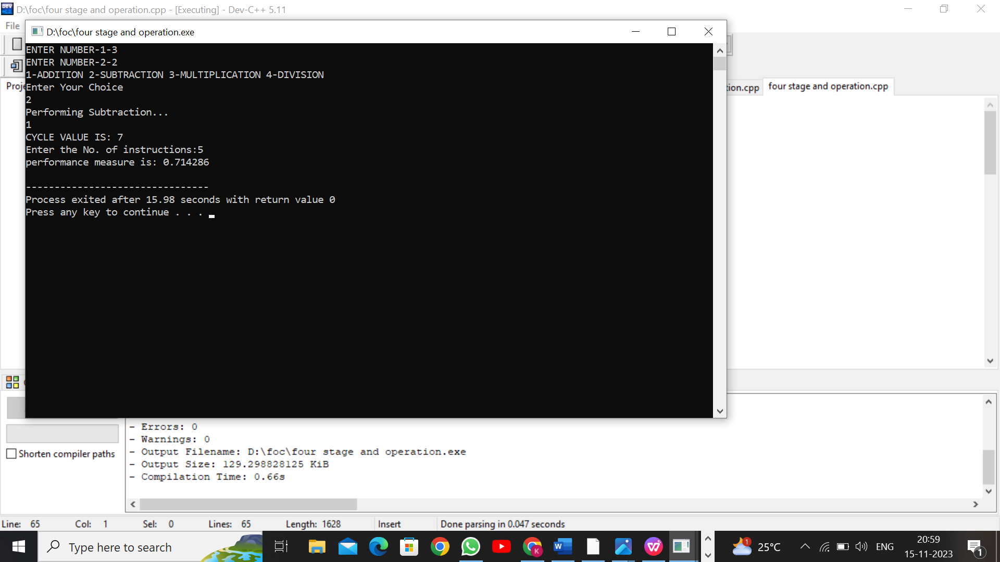 D:\foc\four stage and operation.cpp - [Executing] - Dev-C++ 5.11
File
D:\foc\four stage and operation.exe
ENTER NUMBER-1-3
ENTER NUMBER-2-2
1-ADDITION 2-SUBTRACTION 3-MULTIPLICATION 4-DIVISION
Enter Your Choice
2
Performing Subtraction...
1
CYCLE VALUE IS: 7
Enter the No. of instructions:5
performance measure is: 0.714286
--------------------------------
Process exited after 15.98 seconds with return value 0
Press any key to continue . . .
Proje
tion.cpp
four stage and operation.cpp
Shorten compiler paths
- Errors: 0
- Warnings: 0
- Output Filename: D:\foc\four stage and operation.exe
- Output Size: 129.298828125 KiB
- Compilation Time: 0.66s
Line: 65 Col: 1 Sel: 0 Lines: 65 Length: 1628 Insert Done parsing in 0.047 seconds
Type here to search
1
25°C
ENG
20:59
15-11-2023
1